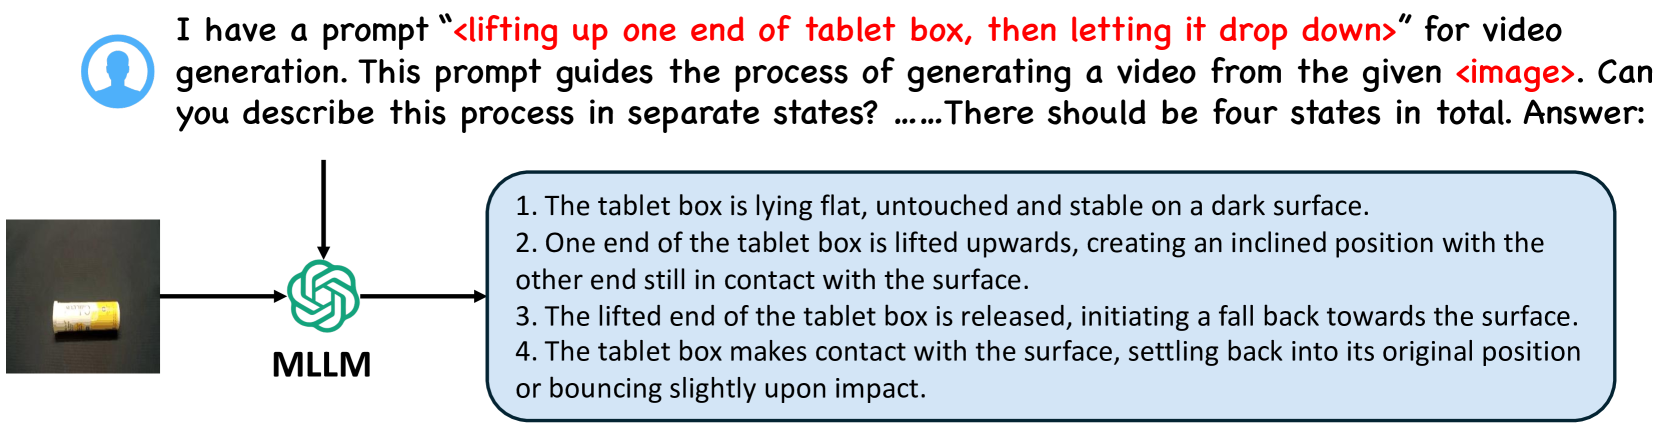 I have a prompt “<lifting up one end of tablet box, then letting it drop down>” for video
generation. This prompt guides the process of generating a video from the given <image>. Can
you describe this process in separate states? ……There should be four states in total. Answer:
1. The tablet box is lying flat, untouched and stable on a dark surface.
2. One end of the tablet box is lifted upwards, creating an inclined position with the
other end still in contact with the surface.
3. The lifted end of the tablet box is released, initiating a fall back towards the surface.
4. The tablet box makes contact with the surface, settling back into its original position
or bouncing slightly upon impact.
MLLM